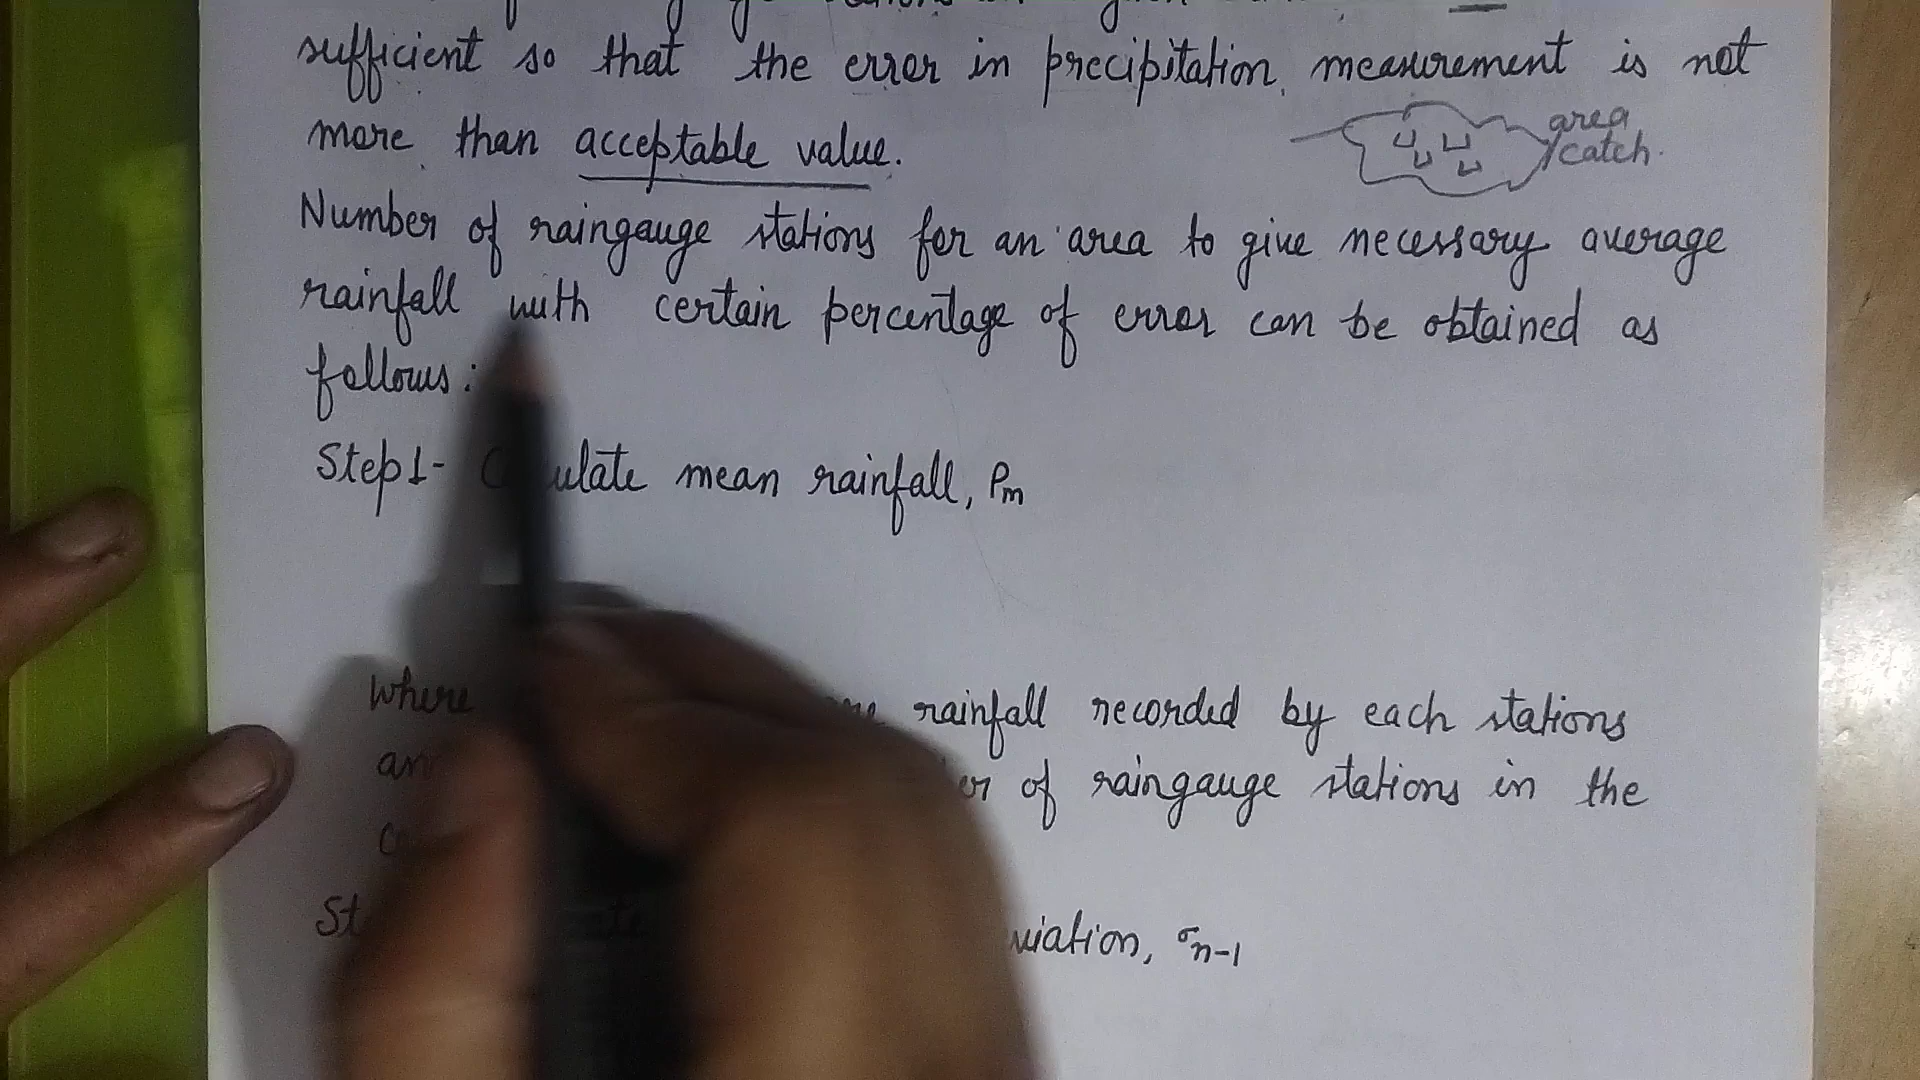 sufficient so that the error in precipitation measurement is not
more than acceptable value.
area
catch.
Number of raingauge stations for an area to give necessary average
rainfall with certain percentage of error can be obtained as
follows:
Step1- mean rainfall, Pm
Where rainfall recorded by each stations
of raingauge stations in the
σn-1